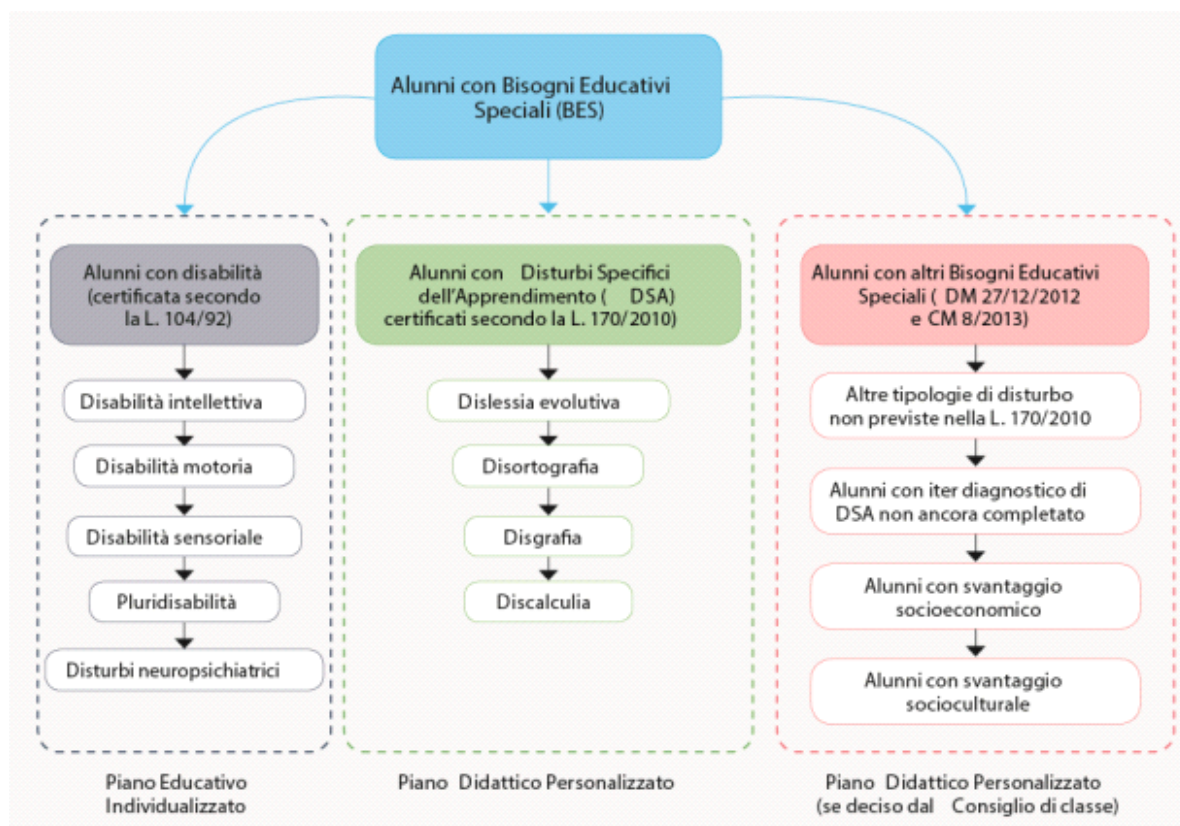 Alunni con Bisogni Educativi
Speciali (BES)
Alunni con disabilità
(certificata secondo
la L. 104/92)
Disabilità intellettiva
Disabilità motoria
Disabilità sensoriale
Pluridisabilità
Disturbi neuropsichiatrici
Piano Educativo
Individualizzato
Alunni con Disturbi Specifici
dell'Apprendimento ( DSA)
certificati secondo la L. 170/2010)
Dislessia evolutiva
Disortografia
Disgrafia
Discalculia
Piano Didattico Personalizzato
Alunni con altri Bisogni Educativi
Speciali ( DM 27/12/2012
e CM 8/2013)
Altre tipologie di disturbo
non previste nella L. 170/2010
Alunni con iter diagnostico di
DSA non ancora completato
Alunni con svantaggio
socioeconomico
Alunni con svantaggio
socioculturale
Piano Didattico Personalizzato
(se deciso dal Consiglio di classe)